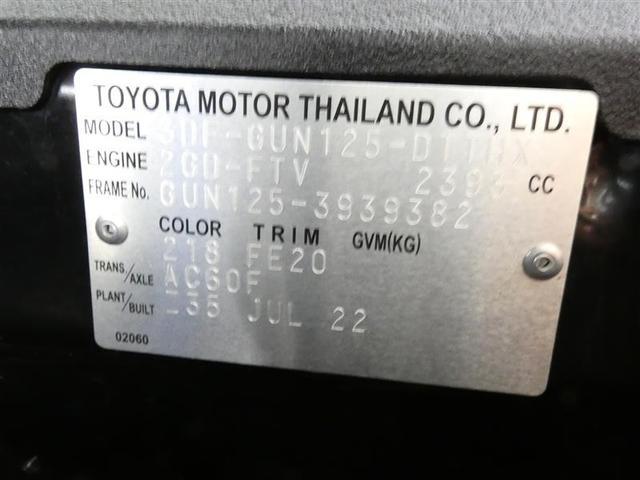 TOYOTA MOTOR THAILAND CO., LTD.
MODEL 3DF-GUN125-DTTHX
ENGINE 2GD-FTV 2393 CC
FRAME No. GUN125-3939382
COLOR TRIM GVM(KG)
218 FE20
TRANS./AXLE AC60F
PLANT/BUILT -35 JUL 22
02060